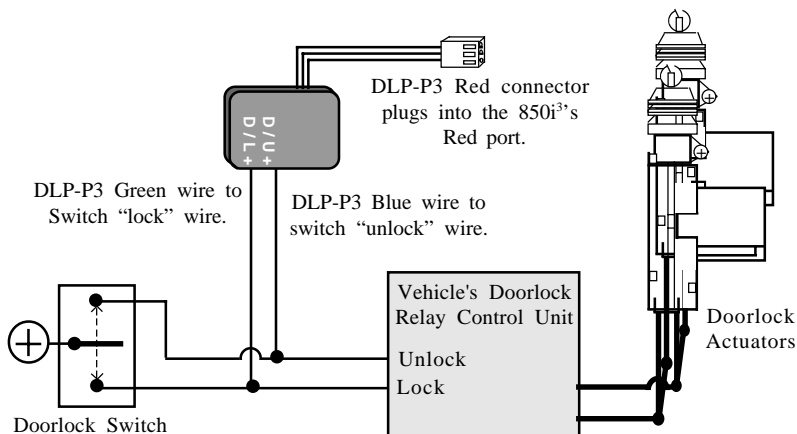 DLP-P3 Red connector
plugs into the 850i³'s
Red port.
D/L+
D/U+
DLP-P3 Green wire to
Switch “lock” wire.
DLP-P3 Blue wire to
switch “unlock” wire.
Vehicle's Doorlock
Relay Control Unit
Unlock
Lock
Doorlock
Actuators
Doorlock Switch